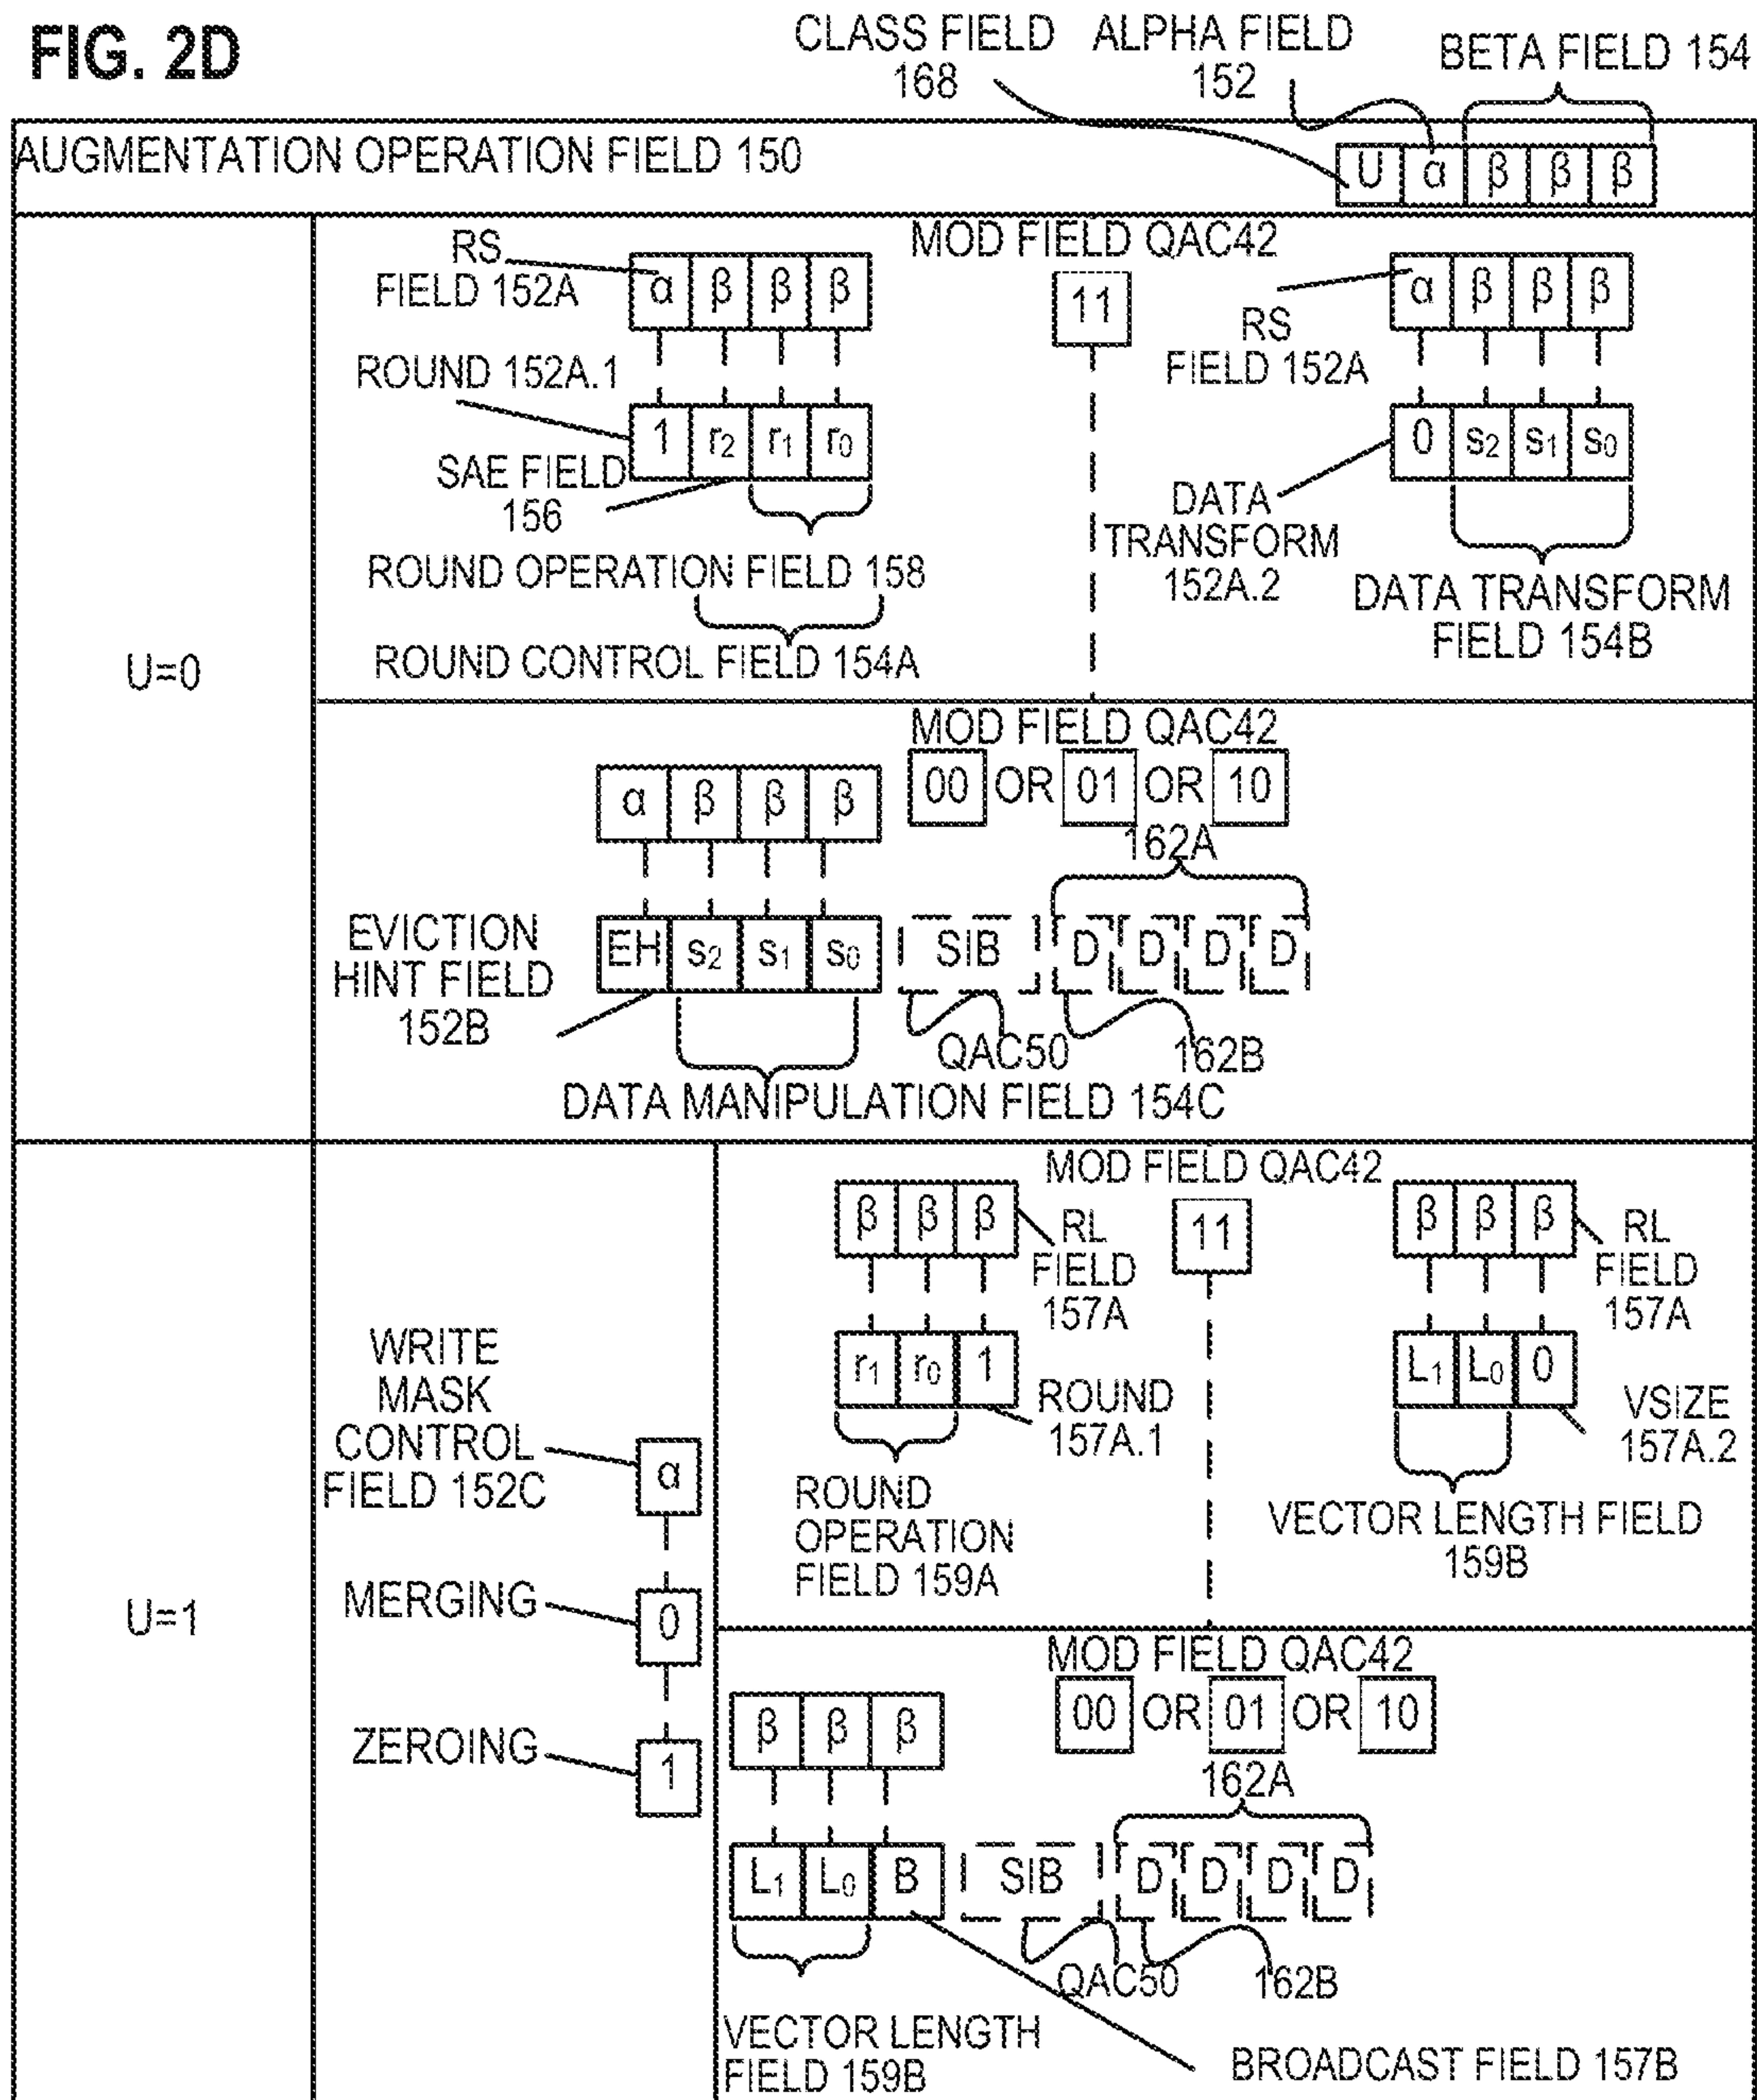 FIG. 2D
CLASS FIELD
168
ALPHA FIELD
152
BETA FIELD 154
AUGMENTATION OPERATION FIELD 150
U α β β β
U=0
RS
FIELD 152A
α β β β
MOD FIELD QAC42
11
α β β β
RS
FIELD 152A
ROUND 152A.1
1 r2 r1 r0
0 s2 s1 s0
SAE FIELD
156
DATA
TRANSFORM
152A.2
ROUND OPERATION FIELD 158
DATA TRANSFORM
FIELD 154B
ROUND CONTROL FIELD 154A
MOD FIELD QAC42
00 OR 01 OR 10
α β β β
162A
EVICTION
HINT FIELD
152B
EH s2 s1 s0 SIB D D D D
QAC50
162B
DATA MANIPULATION FIELD 154C
U=1
WRITE
MASK
CONTROL
FIELD 152C
α
MERGING
0
ZEROING
1
MOD FIELD QAC42
β β β
RL
FIELD
157A
11
β β β
RL
FIELD
157A
r1 r0 1
ROUND
157A.1
L1 L0 0
VSIZE
157A.2
ROUND
OPERATION
FIELD 159A
VECTOR LENGTH FIELD
159B
MOD FIELD QAC42
00 OR 01 OR 10
β β β
162A
L1 L0 B SIB D D D D
QAC50
162B
VECTOR LENGTH
FIELD 159B
BROADCAST FIELD 157B